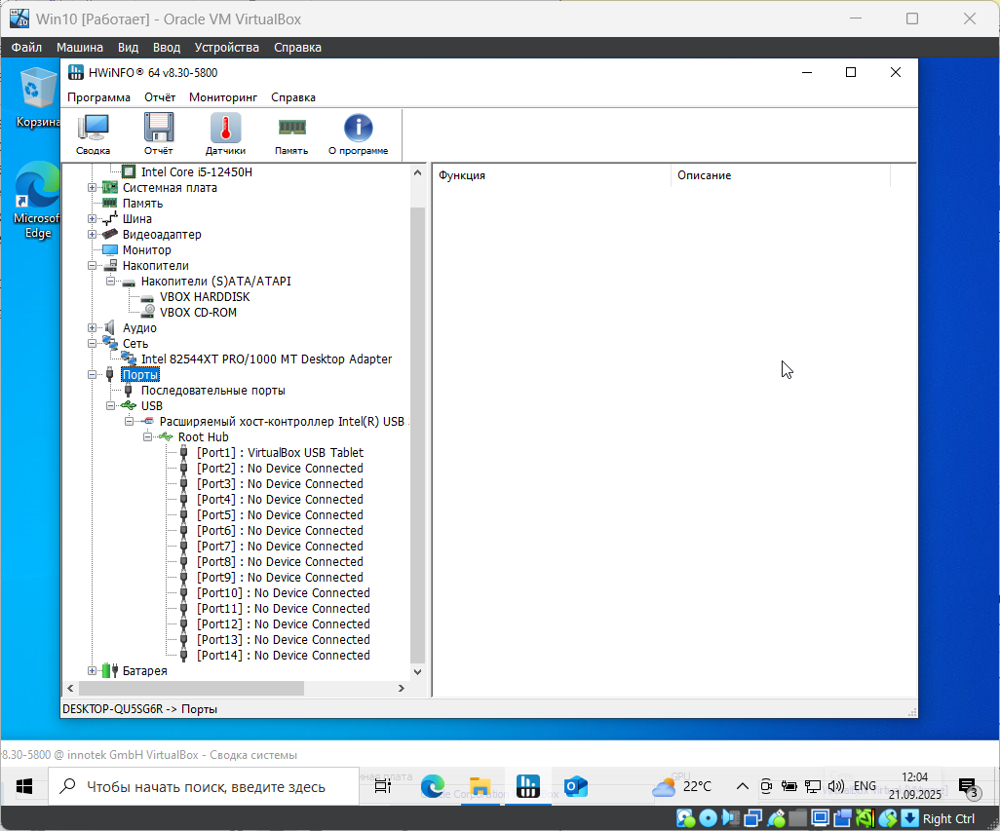 Win10 [Работает] - Oracle VM VirtualBox
Файл Машина Вид Ввод Устройства Справка
Корзина
Microsof
Edge
HWiNFO® 64 v8.30-5800
Программа Отчёт Мониторинг Справка
Сводка Отчёт Датчики Память О программе
Intel Core i5-12450H
Системная плата
Память
Шина
Видеоадаптер
Монитор
Накопители
Накопители (S)ATA/ATAPI
VBOX HARDDISK
VBOX CD-ROM
Аудио
Сеть
Intel 82544XT PRO/1000 MT Desktop Adapter
Порты
Последовательные порты
USB
Расширяемый хост-контроллер Intel(R) USB
Root Hub
[Port1] : VirtualBox USB Tablet
[Port2] : No Device Connected
[Port3] : No Device Connected
[Port4] : No Device Connected
[Port5] : No Device Connected
[Port6] : No Device Connected
[Port7] : No Device Connected
[Port8] : No Device Connected
[Port9] : No Device Connected
[Port10] : No Device Connected
[Port11] : No Device Connected
[Port12] : No Device Connected
[Port13] : No Device Connected
[Port14] : No Device Connected
Батарея
Функция Описание
DESKTOP-QU5SG6R -> Порты
v8.30-5800 @ innotek GmbH VirtualBox - Сводка системы
Чтобы начать поиск, введите здесь
22°C
ENG
12:04
21.09.2025
3
Right Ctrl